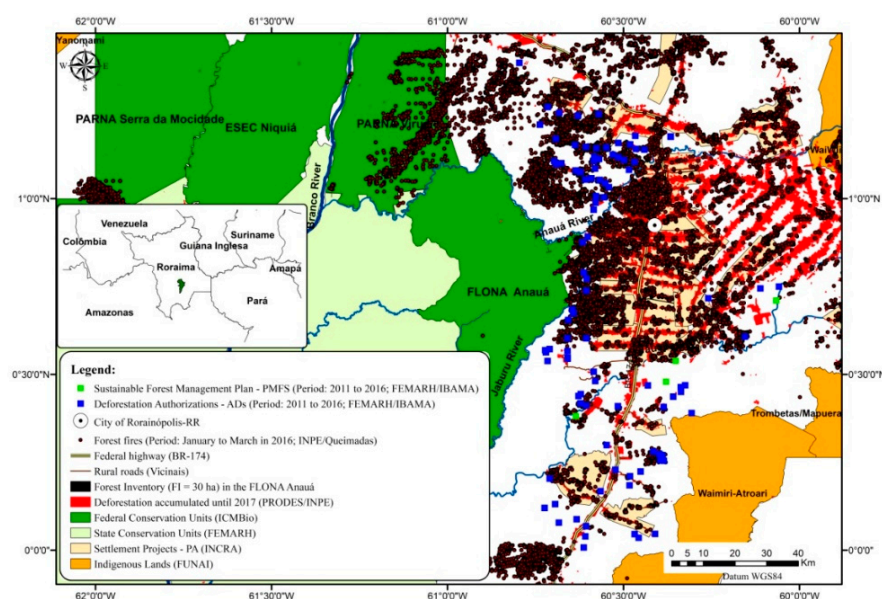 62°0'0"W 61°30'0"W 61°0'0"W 60°30'0"W 60°0'0"W
Yanomami
N
W E
S
PARNA Serra da Mocidade
ESEC Niquiá
PARNA Viruá
WaiWái
1°0'0"N
1°0'0"N
Branco River
Anauá River
Venezuela
Colômbia
Guiana Inglesa
Suriname
Roraima
Amapá
Amazonas
Pará
FLONA Anauá
Jaburu River
0°30'0"N
0°30'0"N
Trombetas/Mapuera
Waimiri-Atroari
Legend:
Sustainable Forest Management Plan - PMFS (Period: 2011 to 2016; FEMARH/IBAMA)
Deforestation Authorizations - ADs (Period: 2011 to 2016; FEMARH/IBAMA)
City of Rorainópolis-RR
Forest fires (Period: January to March in 2016; INPE/Queimadas)
Federal highway (BR-174)
Rural roads (Vicinais)
Forest Inventory (FI = 30 ha) in the FLONA Anauá
Deforestation accumulated until 2017 (PRODES/INPE)
Federal Conservation Units (ICMBio)
State Conservation Units (FEMARH)
Settlement Projects - PA (INCRA)
Indigenous Lands (FUNAI)
0°0'0"
0°0'0"
0 5 10 20 30 40
Km
Datum WGS84
62°0'0"W 61°30'0"W 61°0'0"W 60°30'0"W 60°0'0"W